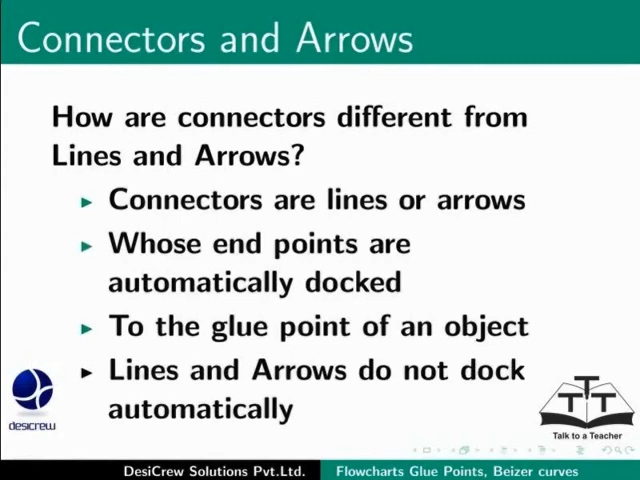 Connectors and Arrows
How are connectors different from
Lines and Arrows?
Connectors are lines or arrows
Whose end points are
automatically docked
To the glue point of an object
Lines and Arrows do not dock
automatically
desicrew
TTT
Talk to a Teacher
DesiCrew Solutions Pvt.Ltd.
Flowcharts Glue Points, Beizer curves